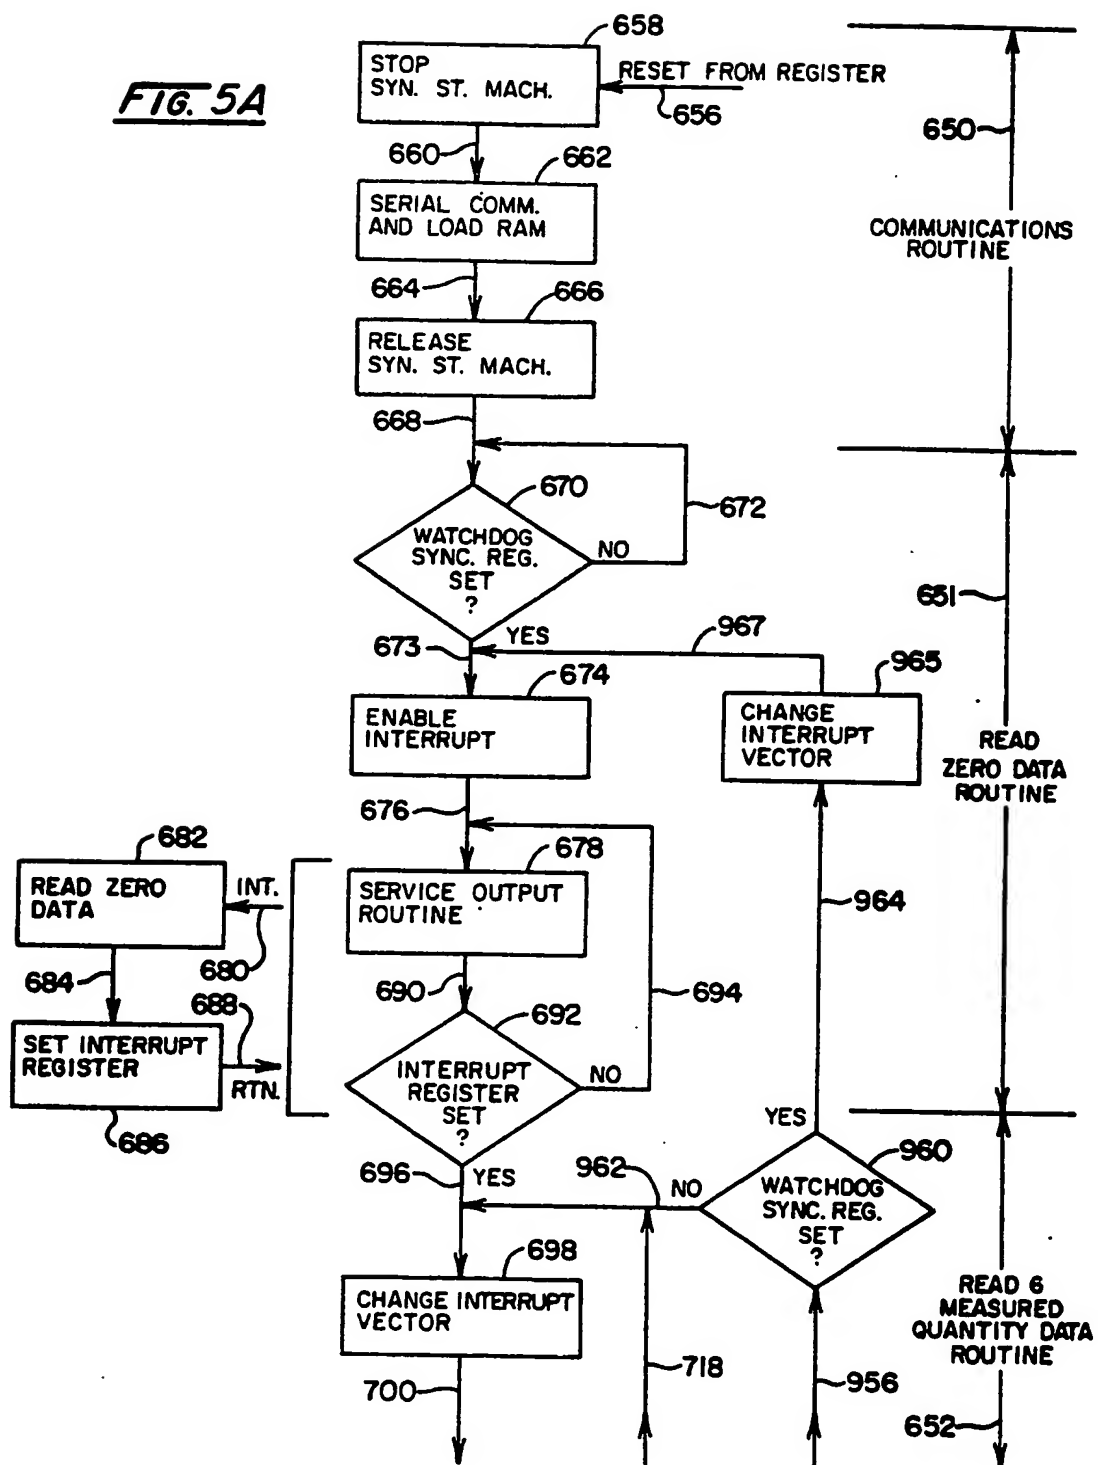 FIG. 5A
658
STOP
SYN. ST. MACH.
RESET FROM REGISTER
656
650
660
662
SERIAL COMM.
AND LOAD RAM
COMMUNICATIONS
ROUTINE
664
666
RELEASE
SYN. ST. MACH.
668
670
672
WATCHDOG
SYNC. REG.
SET
?
NO
651
YES
673
967
965
674
ENABLE
INTERRUPT
CHANGE
INTERRUPT
VECTOR
READ
ZERO DATA
ROUTINE
676
682
678
READ ZERO
DATA
INT.
SERVICE OUTPUT
ROUTINE
964
684
680
688
690
694
692
SET INTERRUPT
REGISTER
RTN.
INTERRUPT
REGISTER
SET
?
NO
686
YES
696
YES
962
NO
960
WATCHDOG
SYNC. REG.
SET
?
698
CHANGE INTERRUPT
VECTOR
READ 6
MEASURED
QUANTITY DATA
ROUTINE
700
718
956
652